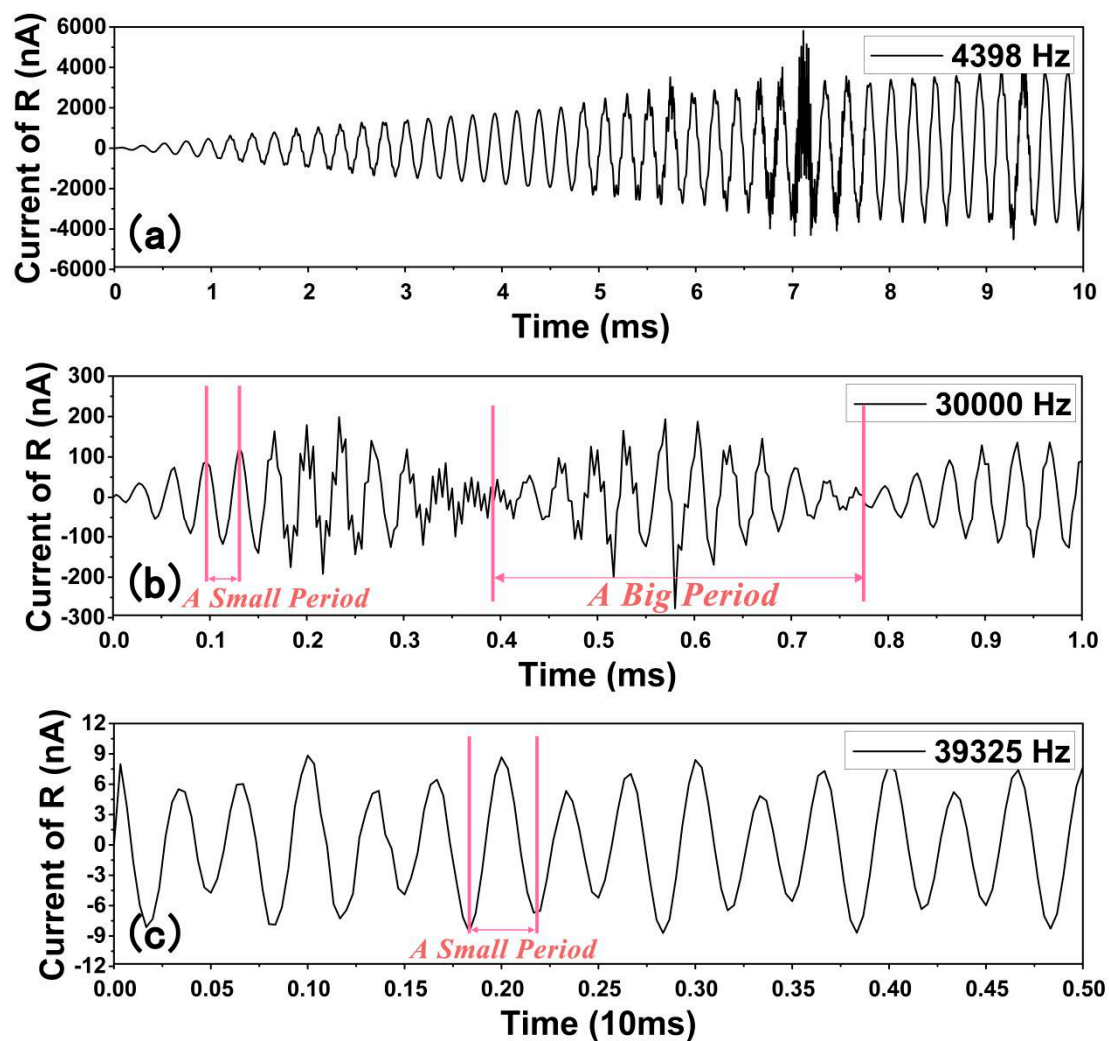 6000
4000
2000
0
-2000
-4000
6000
Current of R (nA)
4398 Hz
(a)
0 1 2 3 4 5 6 7 8 9 10
Time (ms)
300
200
100
0
-100
-200
-300
Current of R (nA)
30000 Hz
(b)
A Small Period
A Big Period
0.0 0.1 0.2 0.3 0.4 0.5 0.6 0.7 0.8 0.9 1.0
Time (ms)
12
9
6
3
0
-3
-6
-9
-12
Current of R (nA)
39325 Hz
(c)
A Small Period
0.00 0.05 0.10 0.15 0.20 0.25 0.30 0.35 0.40 0.45 0.50
Time (10ms)